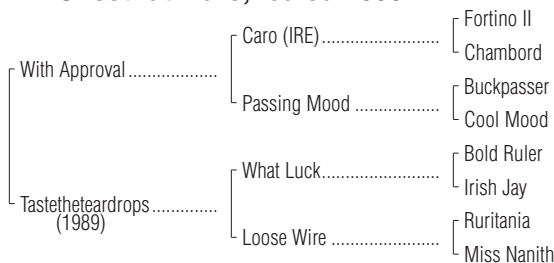 Fortino II
Caro (IRE)
Chambord
With Approval
Buckpasser
Passing Mood
Cool Mood
Bold Ruler
What Luck
Irish Jay
Tastetheteardrops
(1989)
Ruritania
Loose Wire
Miss Nanith